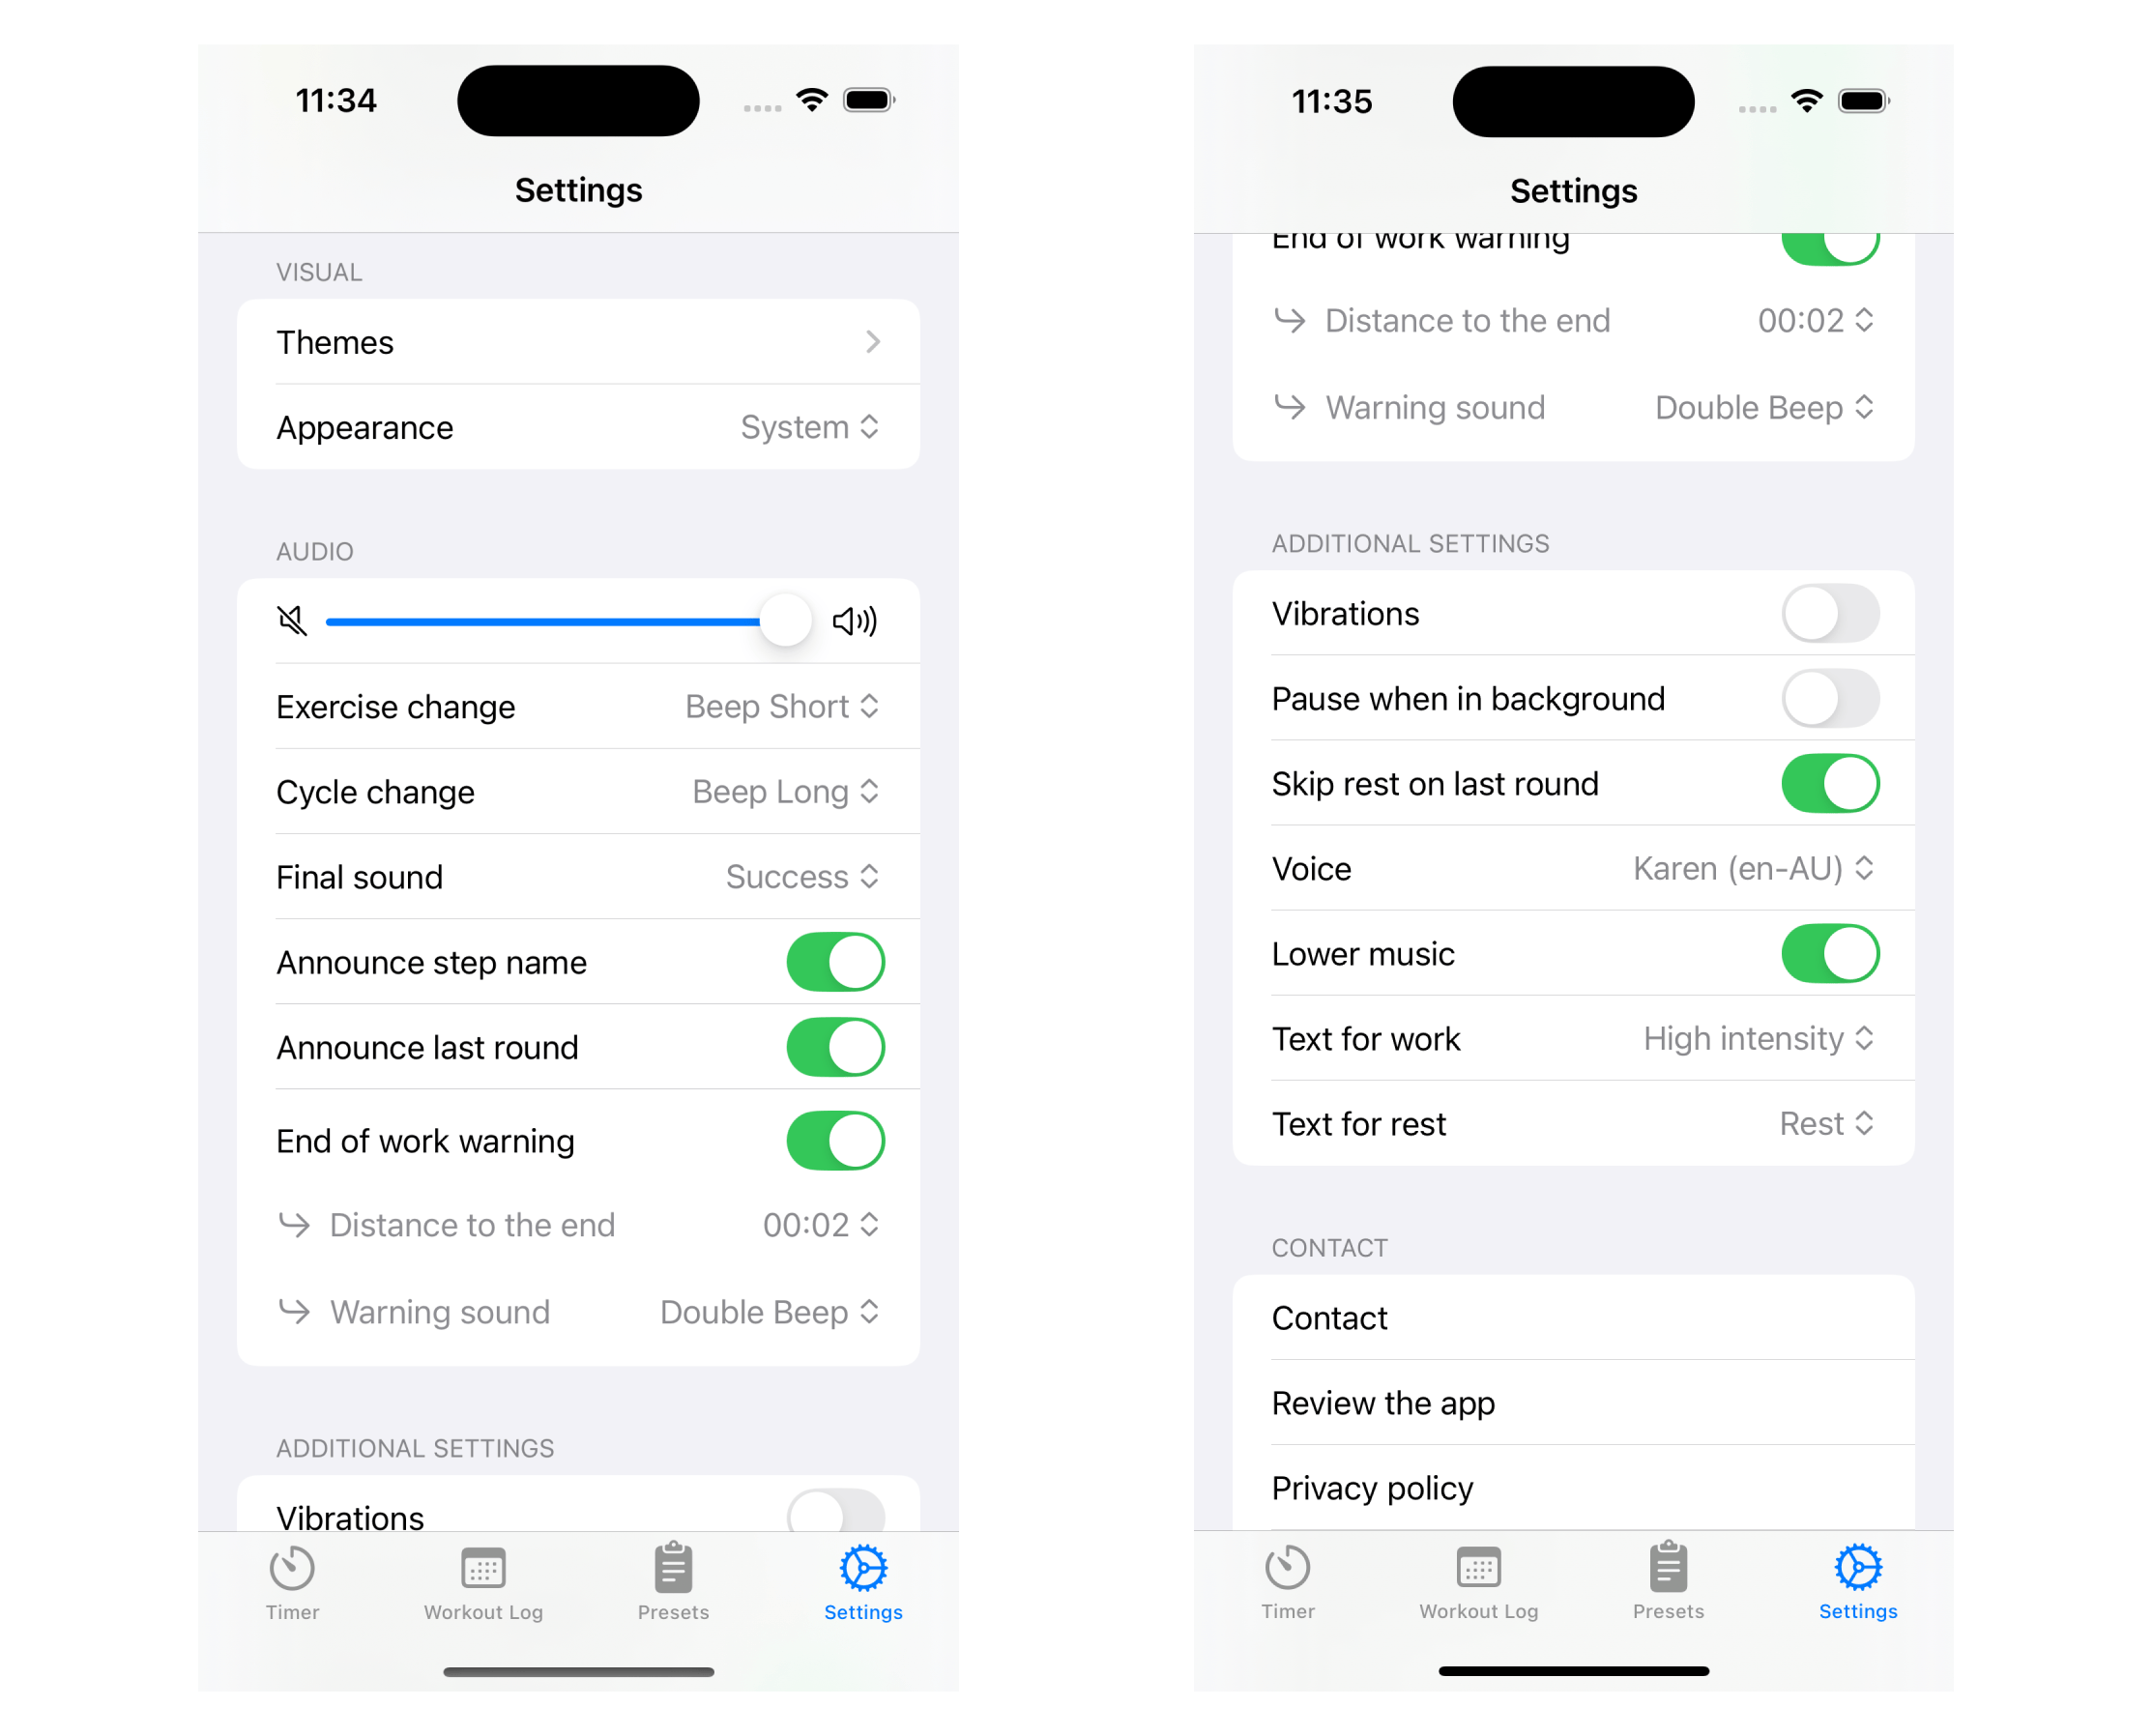 11:34
Settings
VISUAL
Themes
Appearance System
AUDIO
Exercise change Beep Short
Cycle change Beep Long
Final sound Success
Announce step name
Announce last round
End of work warning
Distance to the end 00:02
Warning sound Double Beep
ADDITIONAL SETTINGS
Vibrations
Timer Workout Log Presets Settings
11:35
Settings
End of work warning
Distance to the end 00:02
Warning sound Double Beep
ADDITIONAL SETTINGS
Vibrations
Pause when in background
Skip rest on last round
Voice Karen (en-AU)
Lower music
Text for work High intensity
Text for rest Rest
CONTACT
Contact
Review the app
Privacy policy
Timer Workout Log Presets Settings